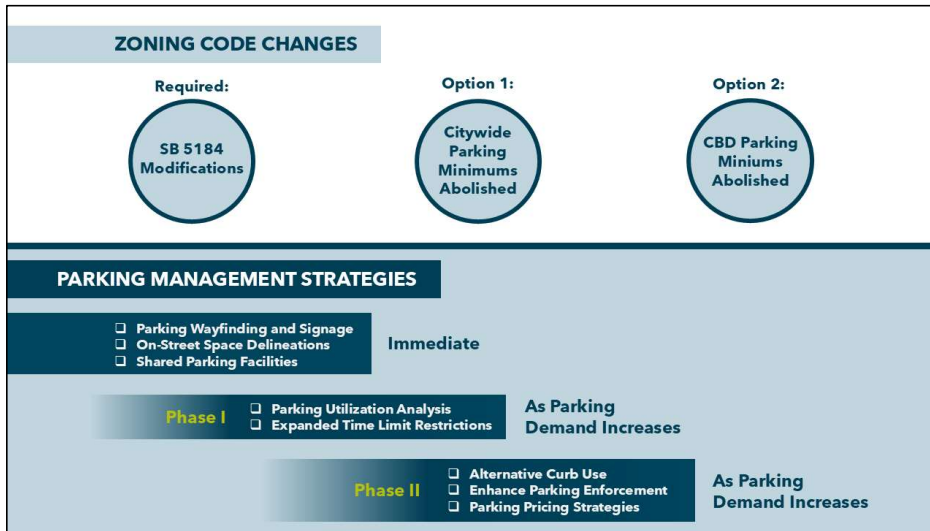 ZONING CODE CHANGES
Required:
SB 5184
Modifications
Option 1:
Citywide
Parking
Minimums
Abolished
Option 2:
CBD Parking
Miniums
Abolished
PARKING MANAGEMENT STRATEGIES
❑ Parking Wayfinding and Signage
❑ On-Street Space Delineations
❑ Shared Parking Facilities
Immediate
Phase I
❑ Parking Utilization Analysis
❑ Expanded Time Limit Restrictions
As Parking
Demand Increases
Phase II
❑ Alternative Curb Use
❑ Enhance Parking Enforcement
❑ Parking Pricing Strategies
As Parking
Demand Increases